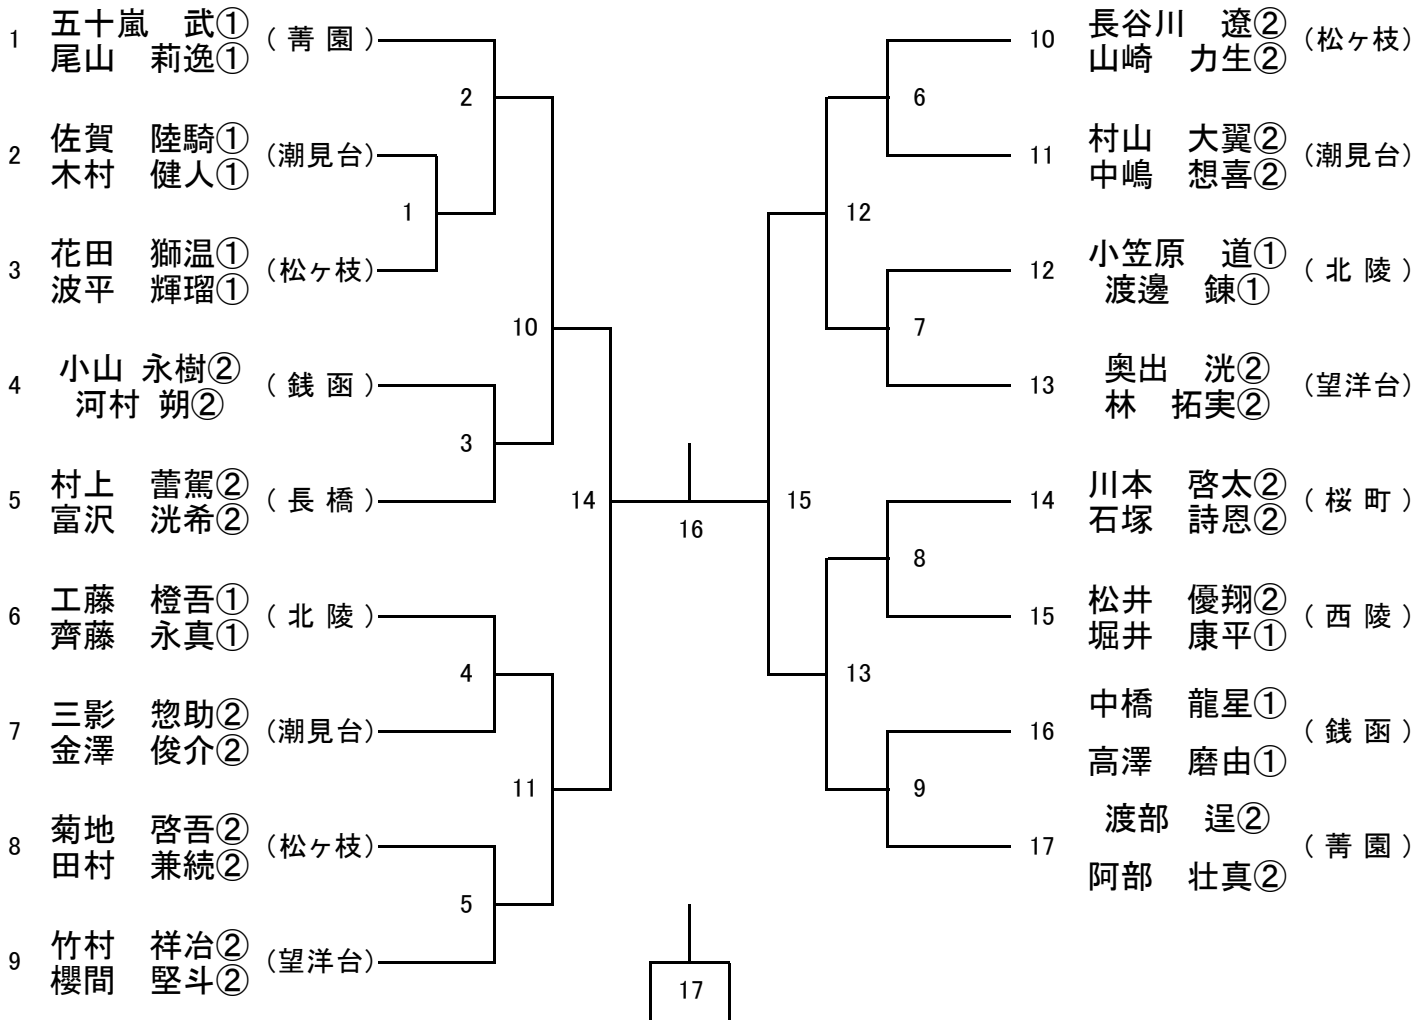 1 五十嵐　武① (菁園)
尾山　莉逸①
2 佐賀　陸騎① (潮見台)
木村　健人①
3 花田　獅温① (松ヶ枝)
波平　輝瑠①
4 小山 永樹② (銭函)
河村 朔②
5 村上　蕾駕② (長橋)
富沢　洸希②
6 工藤　橙吾① (北陵)
齊藤　永真①
7 三影　惣助② (潮見台)
金澤　俊介②
8 菊地　啓吾② (松ヶ枝)
田村　兼続②
9 竹村　祥冶② (望洋台)
櫻間　堅斗②
2
1
10
3
14
4
11
5
16
17
15
6
12
7
8
13
9
10 長谷川　遼② (松ヶ枝)
山崎　力生②
11 村山　大翼② (潮見台)
中嶋　想喜②
12 小笠原　道① (北陵)
渡邊　錬①
13 奥出　洸② (望洋台)
林　拓実②
14 川本　啓太② (桜町)
石塚　詩恩②
15 松井　優翔② (西陵)
堀井　康平①
16 中橋　龍星① (銭函)
高澤　磨由①
17 渡部　逞② (菁園)
阿部　壮真②